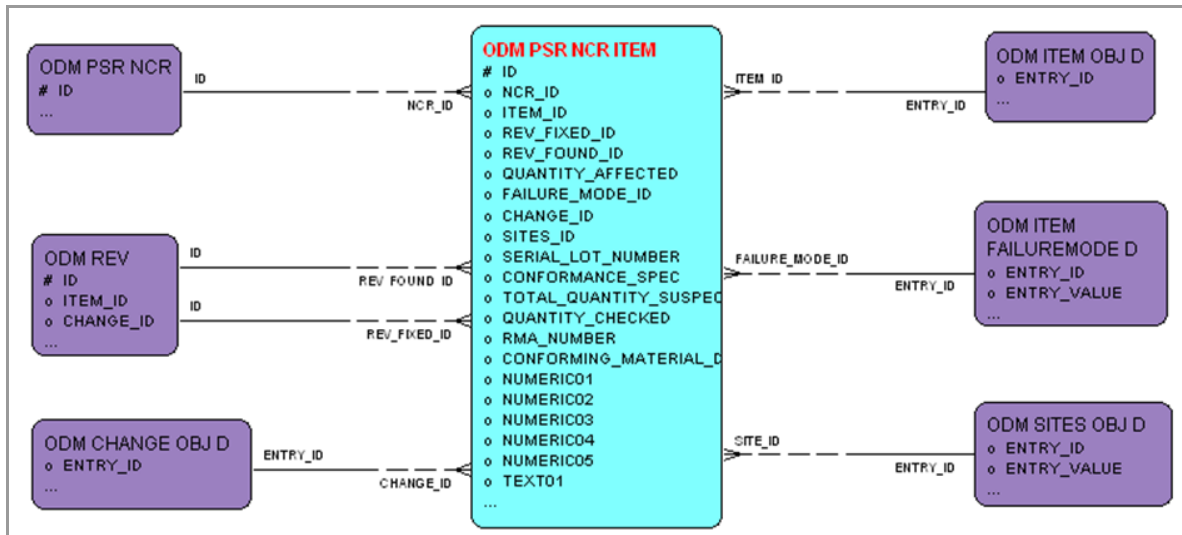 ODM PSR NCR
# ID
...
ID
NCR_ID
ODM REV
# ID
o ITEM_ID
o CHANGE_ID
...
ID
REV_FOUND_ID
ID
REV_FIXED_ID
ODM CHANGE OBJ D
o ENTRY_ID
...
ENTRY_ID
CHANGE_ID
ODM PSR NCR ITEM
# ID
o NCR_ID
o ITEM_ID
o REV_FIXED_ID
o REV_FOUND_ID
o QUANTITY_AFFECTED
o FAILURE_MODE_ID
o CHANGE_ID
o SITES_ID
o SERIAL_LOT_NUMBER
o CONFORMANCE_SPEC
o TOTAL_QUANTITY_SUSPEC
o QUANTITY_CHECKED
o RMA_NUMBER
o CONFORMING_MATERIAL_D
o NUMERIC01
o NUMERIC02
o NUMERIC03
o NUMERIC04
o NUMERIC05
o TEXT01
...
ITEM_ID
ENTRY_ID
ODM ITEM OBJ D
o ENTRY_ID
...
FAILURE_MODE_ID
ENTRY_ID
ODM ITEM
FAILUREMODE D
o ENTRY_ID
o ENTRY_VALUE
...
SITE_ID
ENTRY_ID
ODM SITES OBJ D
o ENTRY_ID
o ENTRY_VALUE
...